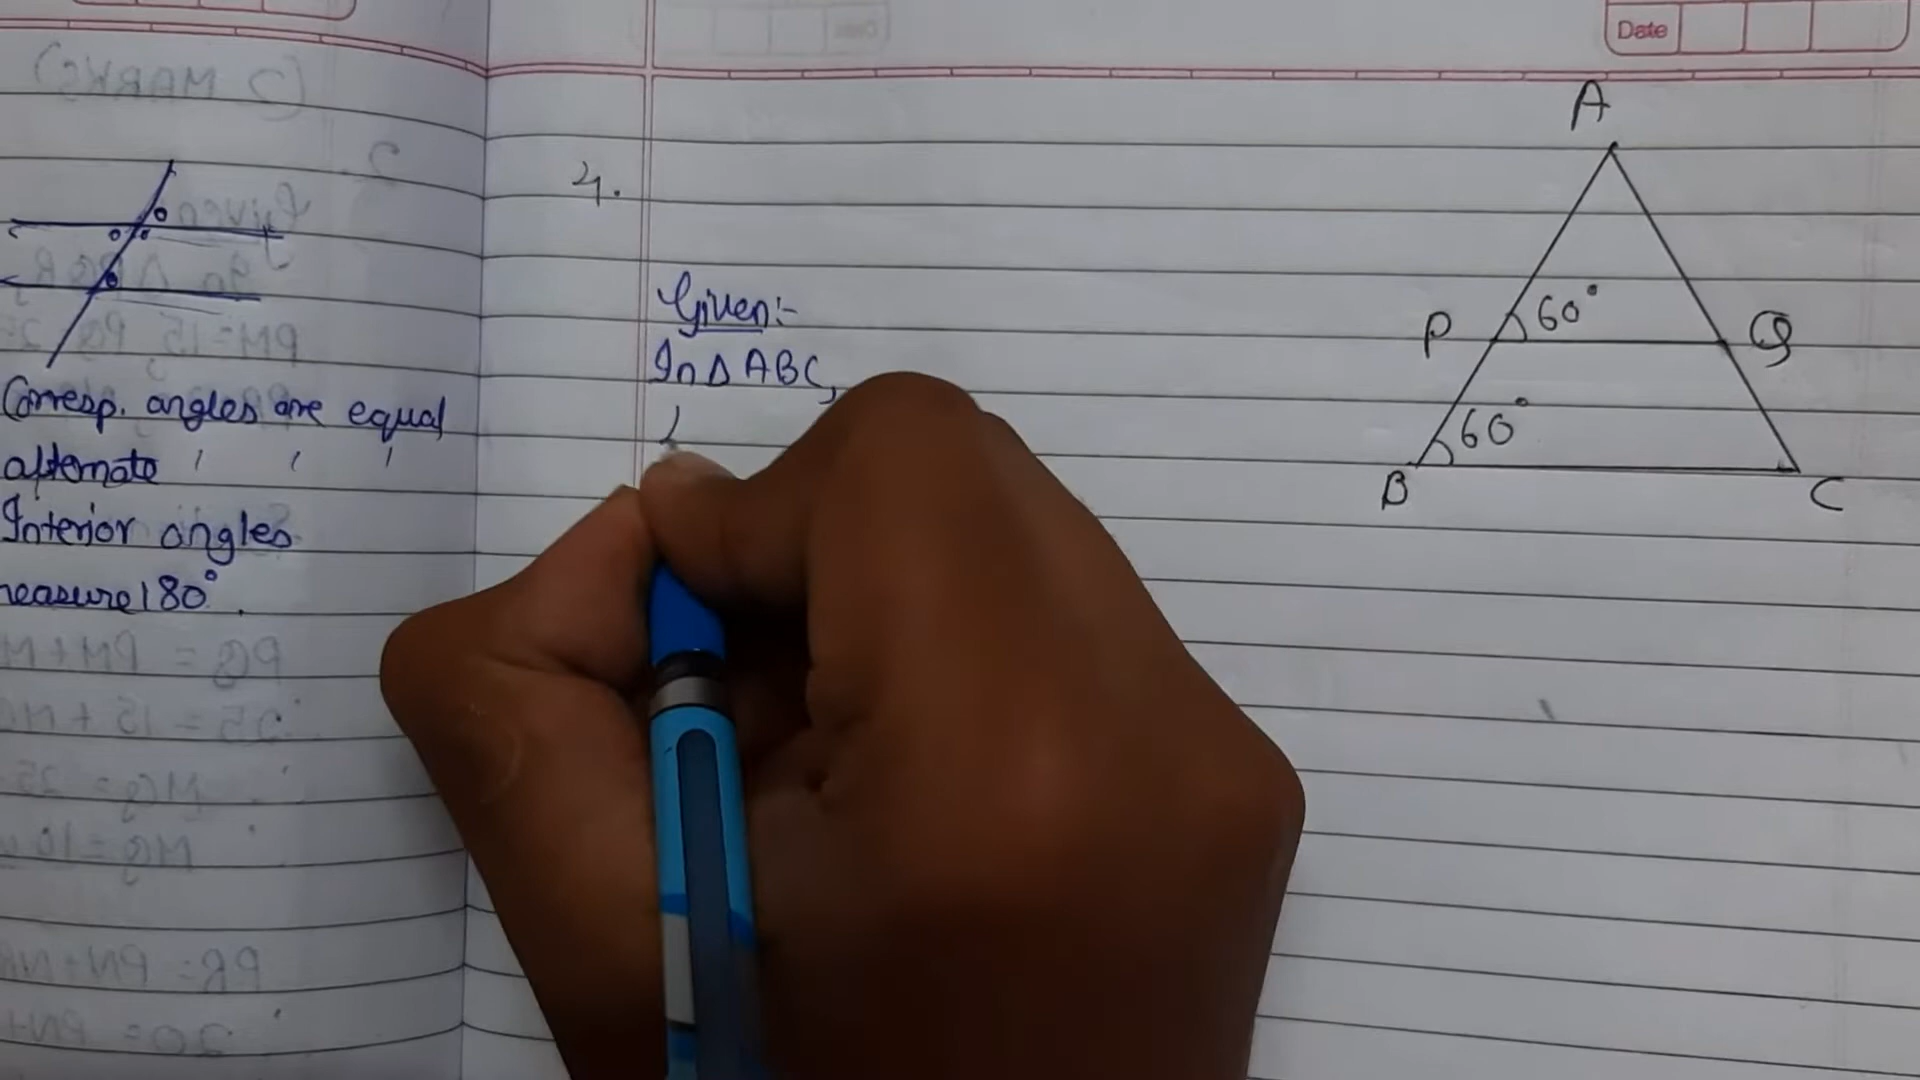 Date
4.
Given:-
In Δ ABC,
A
P
60°
Q
60°
B
C
Corresp. angles are equal
alternate ' ' '
Interior angles
measure 180°.